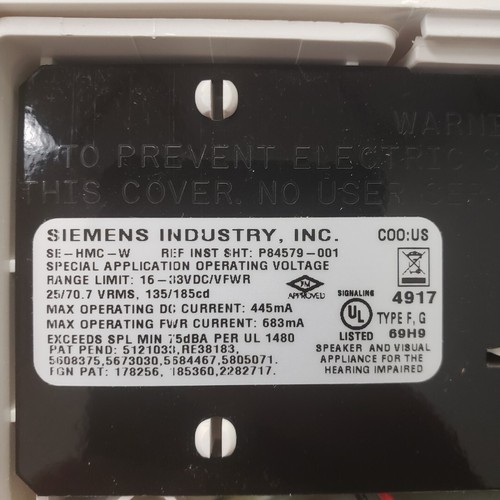 WARN
TO PREVENT ELECTRIC
THIS COVER. NO USER
SIEMENS INDUSTRY, INC. COO:US
SE-HMC-W REF INST SHT: P84579-001
SPECIAL APPLICATION OPERATING VOLTAGE
RANGE LIMIT: 16-33VDC/VFWR
25/70.7 VRMS, 135/185cd
MAX OPERATING DC CURRENT: 445mA
MAX OPERATING FWR CURRENT: 683mA
EXCEEDS SPL MIN 75dBA PER UL 1480
PAT PEND: 5121033,RE38183,
5608375,5673030,5684467,5805071.
FGN PAT: 178256, 185360,2282717.
FM
APPROVED
SIGNALING
UL
LISTED
4917
TYPE F, G
69H9
SPEAKER AND VISUAL
APPLIANCE FOR THE
HEARING IMPAIRED